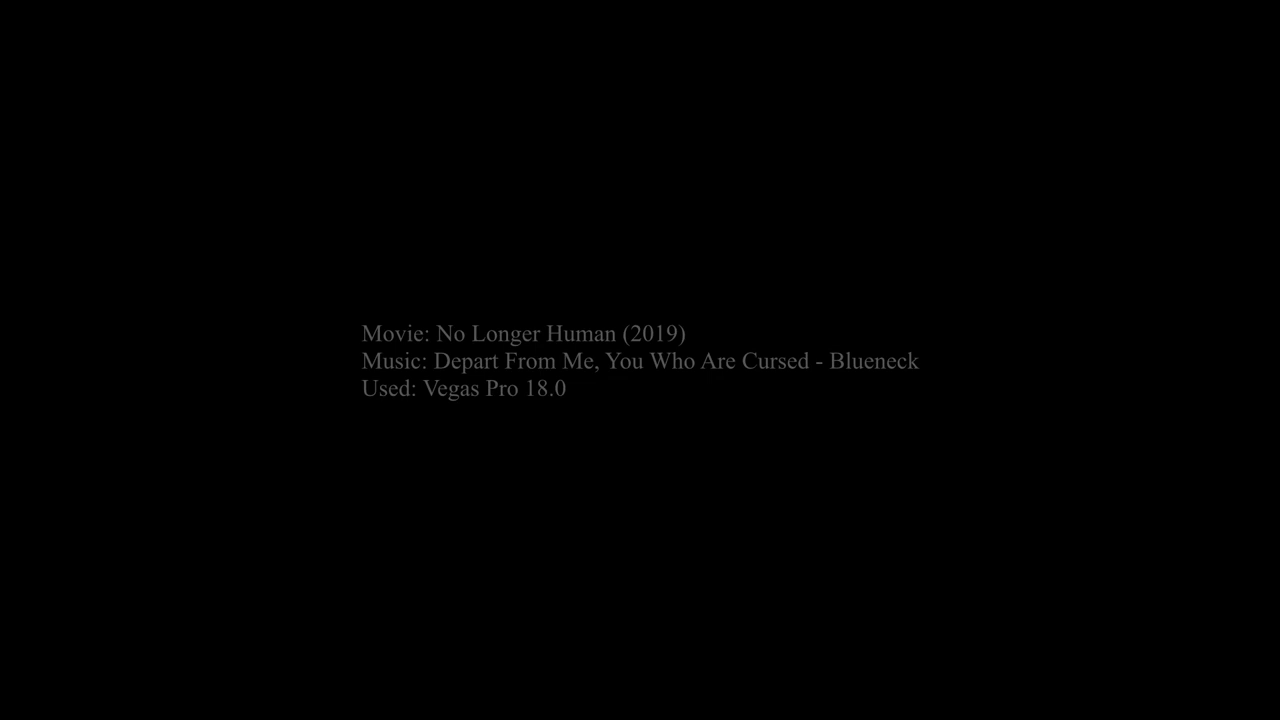 Movie: No Longer Human (2019)
Music: Depart From Me, You Who Are Cursed - Blueneck
Used: Vegas Pro 18.0